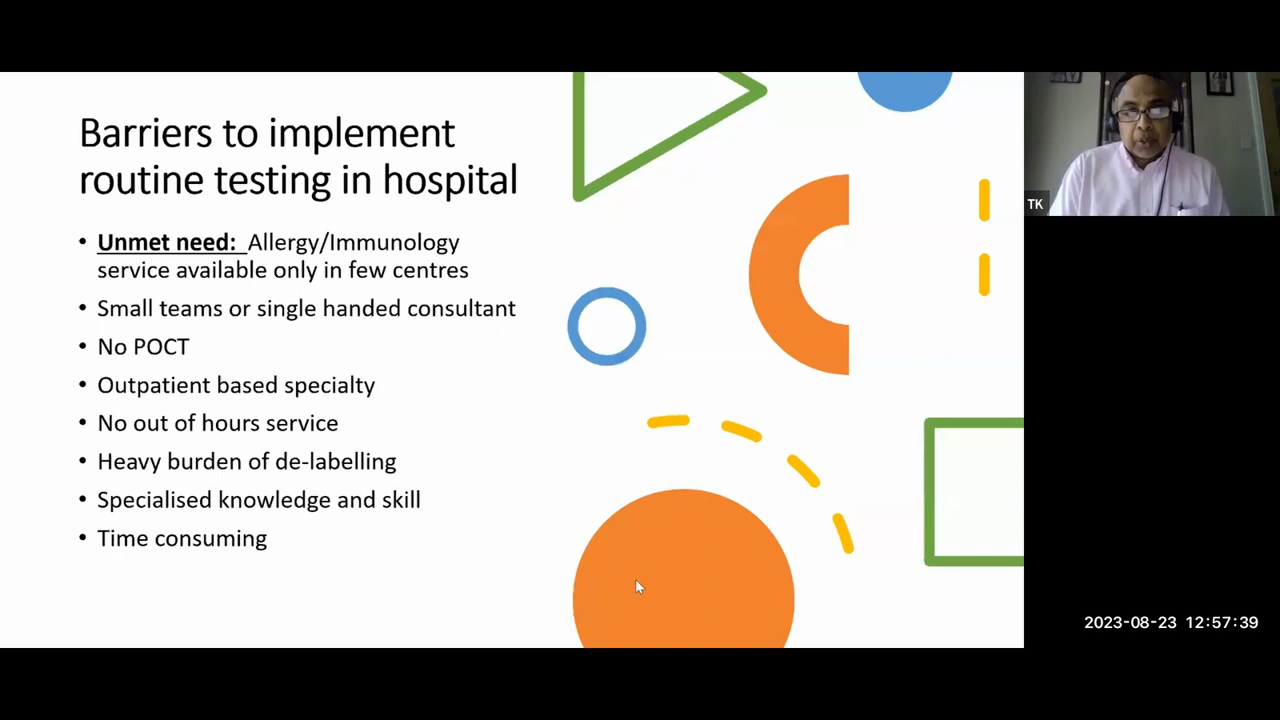 Barriers to implement
routine testing in hospital
• Unmet need: Allergy/Immunology
service available only in few centres
• Small teams or single handed consultant
• No POCT
• Outpatient based specialty
• No out of hours service
• Heavy burden of de-labelling
• Specialised knowledge and skill
• Time consuming
TK
2023-08-23 12:57:39